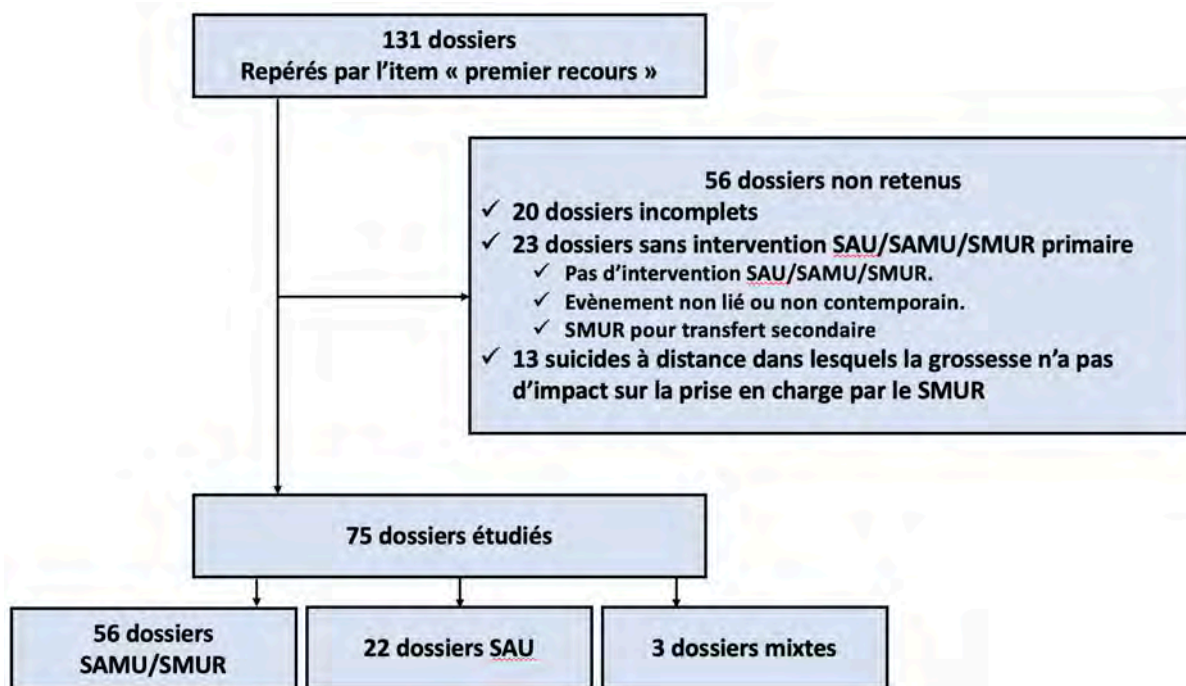 131 dossiers
Repérés par l'item « premier recours »
56 dossiers non retenus
✓ 20 dossiers incomplets
✓ 23 dossiers sans intervention SAU/SAMU/SMUR primaire
✓ Pas d'intervention SAU/SAMU/SMUR.
✓ Evènement non lié ou non contemporain.
✓ SMUR pour transfert secondaire
✓ 13 suicides à distance dans lesquels la grossesse n'a pas
d'impact sur la prise en charge par le SMUR
75 dossiers étudiés
56 dossiers
SAMU/SMUR
22 dossiers SAU
3 dossiers mixtes